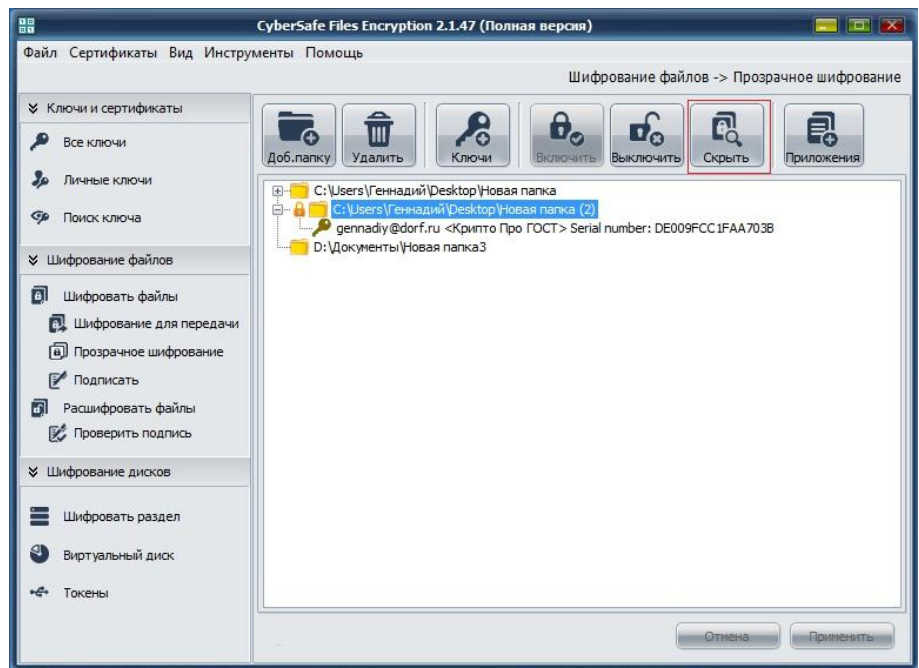 CyberSafe Files Encryption 2.1.47 (Полная версия)
Файл Сертификаты Вид Инструменты Помощь
Шифрование файлов -> Прозрачное шифрование
Ключи и сертификаты
Все ключи
Личные ключи
Поиск ключа
Шифрование файлов
Шифровать файлы
Шифрование для передачи
Прозрачное шифрование
Подписать
Расшифровать файлы
Проверить подпись
Шифрование дисков
Шифровать раздел
Виртуальный диск
Токены
Доб.папку Удалить Ключи Включить Выключить Скрыть Приложения
C:\Users\Геннадий\Desktop\Новая папка
C:\Users\Геннадий\Desktop\Новая папка (2)
gennadiy@dorf.ru <Крипто Про ГОСТ> Serial number: DE009FCC1FAA703B
D:\Документы\Новая папка3
Отмена Применить